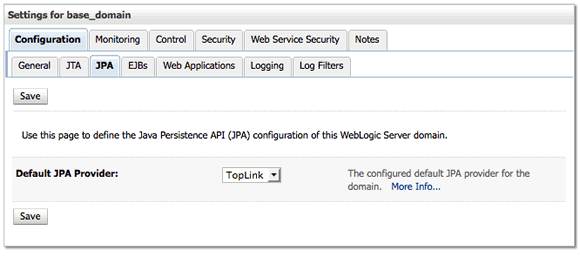 Settings for base_domain
Configuration Monitoring Control Security Web Service Security Notes
General JTA JPA EJBs Web Applications Logging Log Filters
Save
Use this page to define the Java Persistence API (JPA) configuration of this WebLogic Server domain.
Default JPA Provider: TopLink The configured default JPA provider for the
domain. More Info...
Save